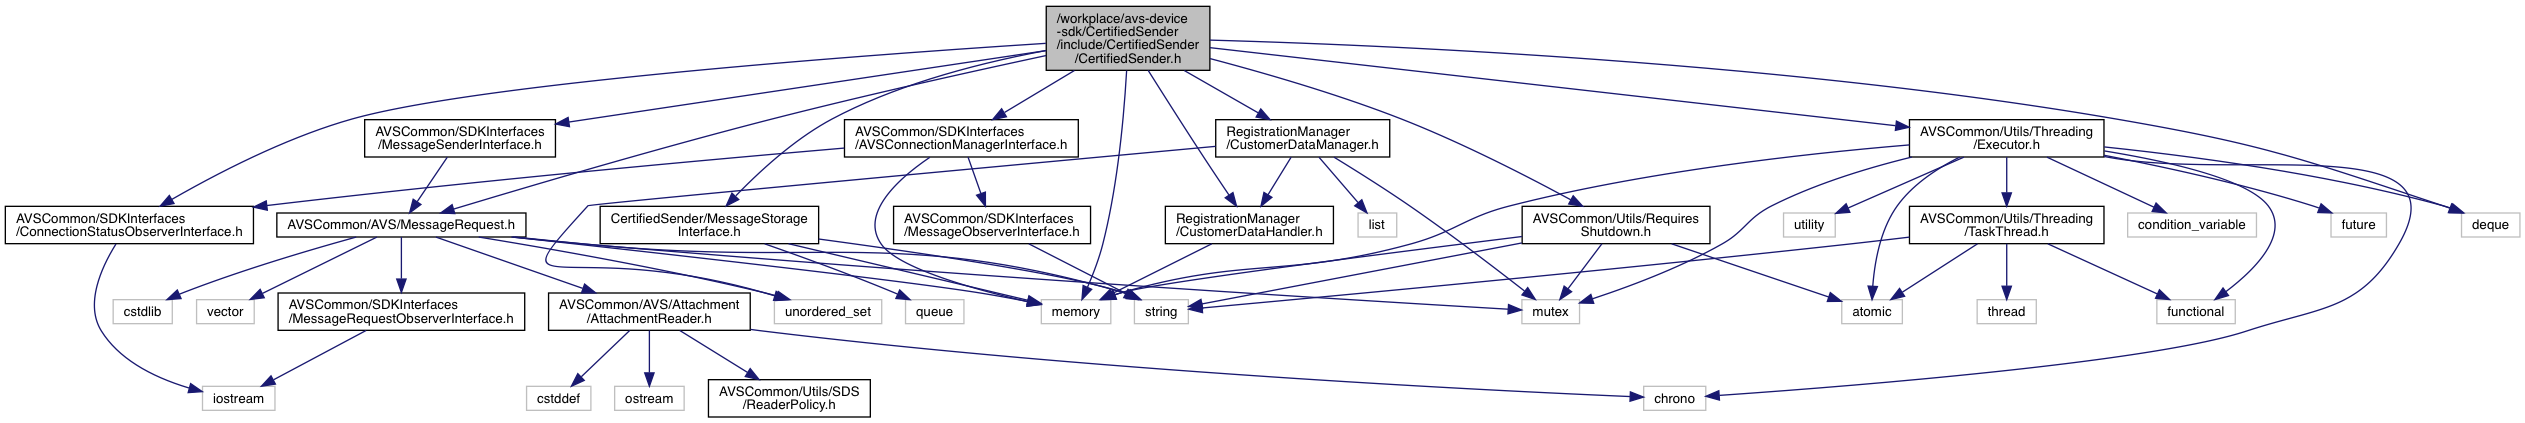 /workplace/avs-device
-sdk/CertifiedSender
/include/CertifiedSender
/CertifiedSender.h
AVSCommon/SDKInterfaces
/MessageSenderInterface.h
AVSCommon/SDKInterfaces
/AVSConnectionManagerInterface.h
RegistrationManager
/CustomerDataManager.h
AVSCommon/Utils/Threading
/Executor.h
AVSCommon/SDKInterfaces
/ConnectionStatusObserverInterface.h
AVSCommon/AVS/MessageRequest.h
CertifiedSender/MessageStorage
Interface.h
AVSCommon/SDKInterfaces
/MessageObserverInterface.h
RegistrationManager
/CustomerDataHandler.h
list
AVSCommon/Utils/Requires
Shutdown.h
utility
AVSCommon/Utils/Threading
/TaskThread.h
condition_variable
future
deque
cstdlib
vector
AVSCommon/SDKInterfaces
/MessageRequestObserverInterface.h
AVSCommon/AVS/Attachment
/AttachmentReader.h
unordered_set
queue
memory
string
mutex
atomic
thread
functional
iostream
cstddef
ostream
AVSCommon/Utils/SDS
/ReaderPolicy.h
chrono